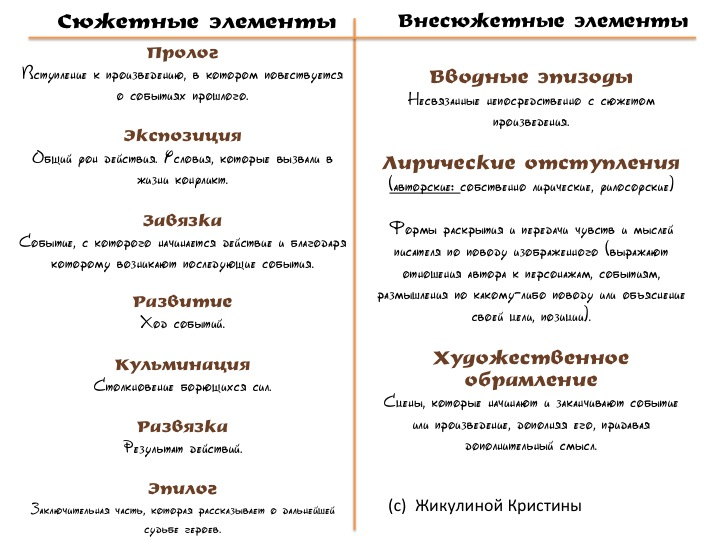 Сюжетные элементы
Пролог
Вступление к произведению, в котором повествуется
о событиях прошлого.
Экспозиция
Общий фон действия. Условия, которые вызвали в
жизни конфликт.
Завязка
Событие, с которого начинается действие и благодаря
которому возникают последующие события.
Развитие
Ход событий.
Кульминация
Столкновение борющихся сил.
Развязка
Результат действий.
Эпилог
Заключительная часть, которая рассказывает о дальнейшей
судьбе героев.
Внесюжетные элементы
Вводные эпизоды
Несвязанные непосредственно с сюжетом
произведения.
Лирические отступления
(авторские: собственно лирические, философские)
Формы раскрытия и передачи чувств и мыслей
писателя по поводу изображенного (выражают
отношения автора к персонажам, событиям,
размышления по какому-либо поводу или объяснение
своей цели, позиции).
Художественное
обрамление
Сцены, которые начинают и заканчивают событие
или произведение, дополняя его, придавая
дополнительный смысл.
(с) Жикулиной Кристины